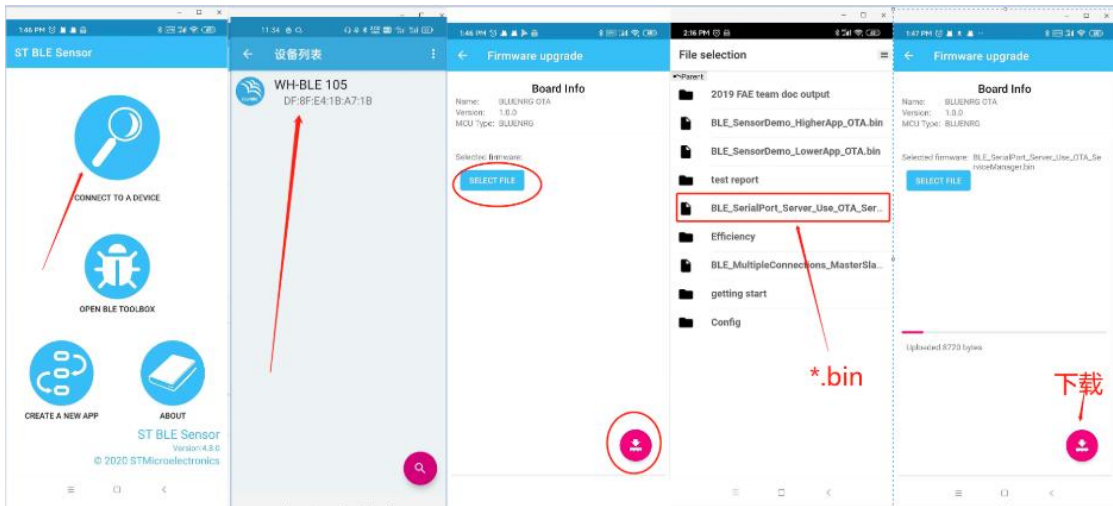 1:46 PM
ST BLE Sensor
CONNECT TO A DEVICE
OPEN BLE TOOLBOX
CREATE A NEW APP
ABOUT
ST BLE Sensor
Version 4.8.0
© 2020 STMicroelectronics
11:34
设备列表
WH-BLE 105
DF:8F:E4:1B:A7:1B
1:46 PM
Firmware upgrade
Board Info
Name: BLUENRG OTA
Version: 1.0.0
MCU Type: BLUENRG
Selected firmware:
SELECT FILE
2:16 PM
File selection
Parent
2019 FAE team doc output
BLE_SensorDemo_HigherApp_OTA.bin
BLE_SensorDemo_LowerApp_OTA.bin
test report
BLE_SerialPort_Server_Use_OTA_Ser...
Efficiency
BLE_MultipleConnections_MasterSla...
getting start
Config
*.bin
1:47 PM
Firmware upgrade
Board Info
Name: BLUENRG OTA
Version: 1.0.0
MCU Type: BLUENRG
Selected firmware: BLE_SerialPort_Server_Use_OTA_Se
rviceManager.bin
SELECT FILE
Uploaded 8720 bytes
下载